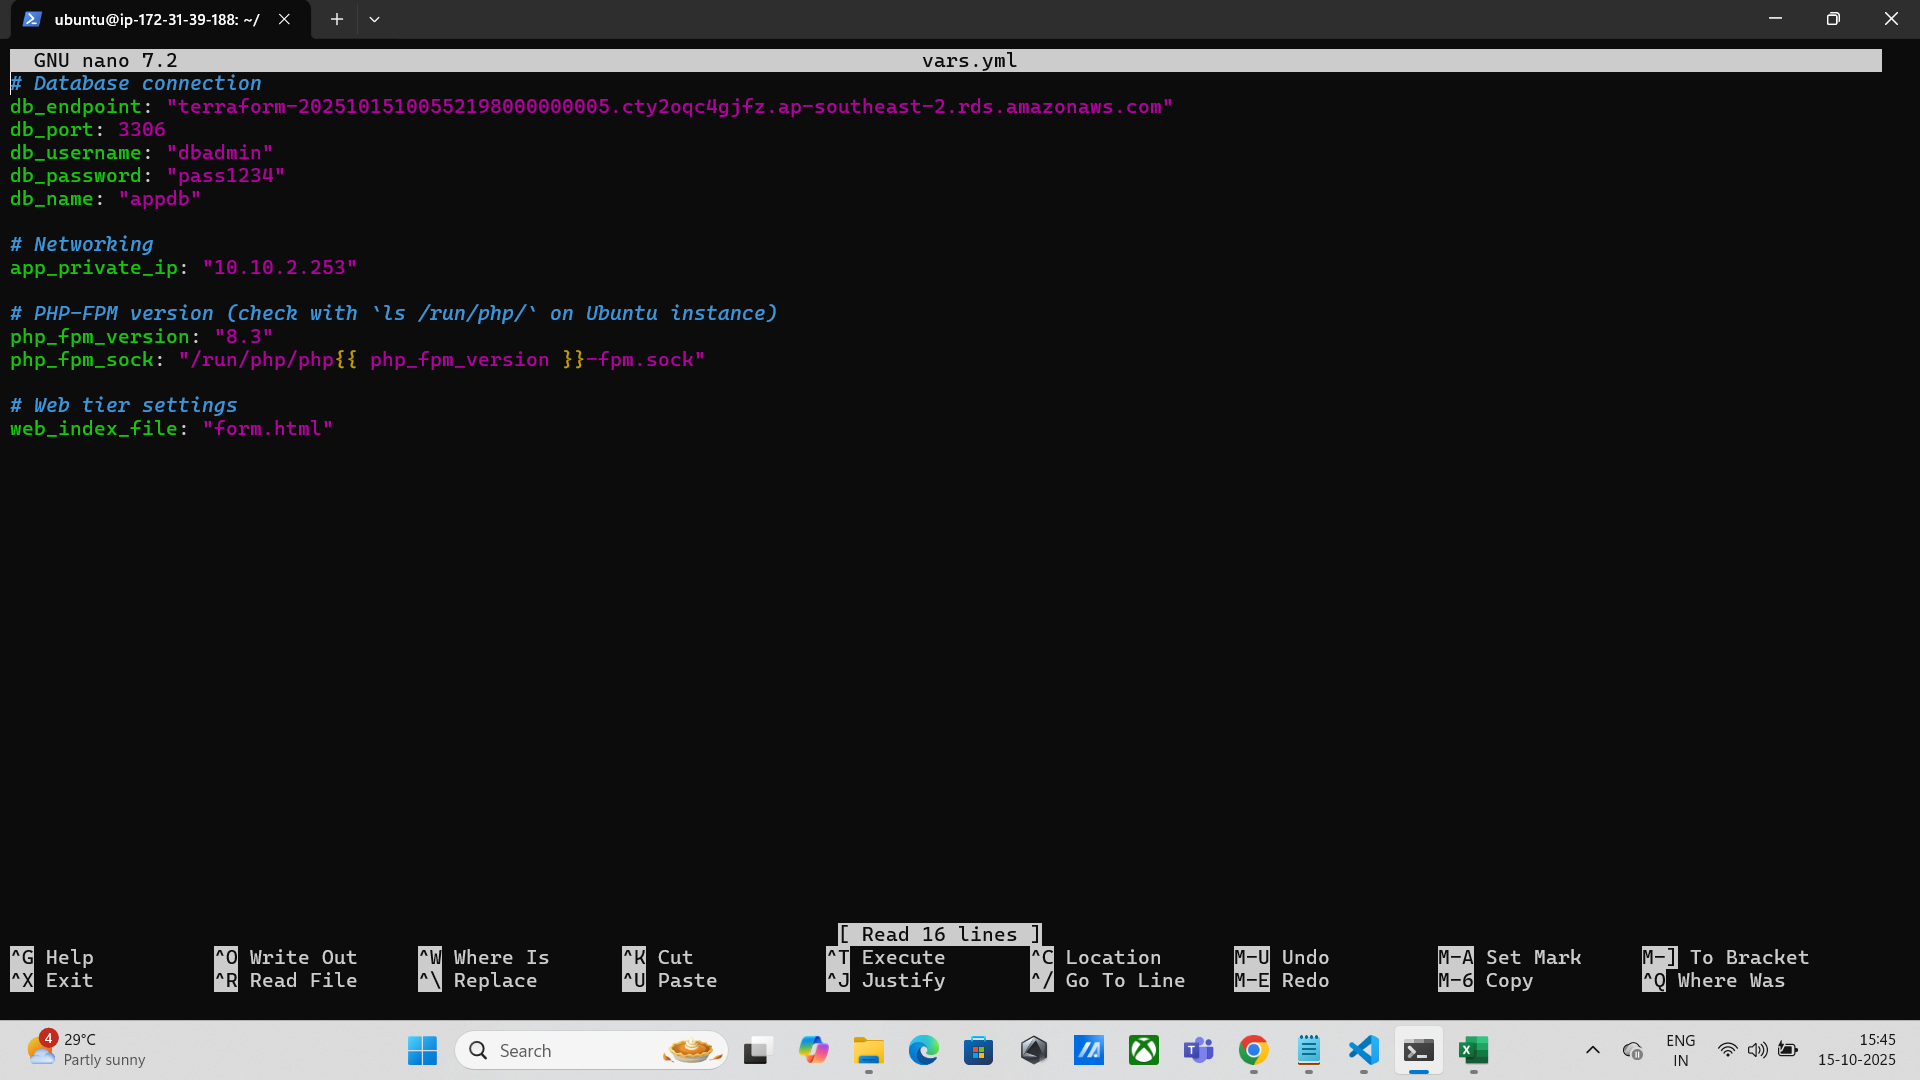 ubuntu@ip-172-31-39-188: ~/
GNU nano 7.2 vars.yml
# Database connection
db_endpoint: "terraform-20251015100552198000000005.cty2oqc4gjfz.ap-southeast-2.rds.amazonaws.com"
db_port: 3306
db_username: "dbadmin"
db_password: "pass1234"
db_name: "appdb"
# Networking
app_private_ip: "10.10.2.253"
# PHP-FPM version (check with `ls /run/php/` on Ubuntu instance)
php_fpm_version: "8.3"
php_fpm_sock: "/run/php/php{{ php_fpm_version }}-fpm.sock"
# Web tier settings
web_index_file: "form.html"
[ Read 16 lines ]
^G Help ^O Write Out ^W Where Is ^K Cut ^T Execute ^C Location M-U Undo M-A Set Mark M-] To Bracket
^X Exit ^R Read File ^\ Replace ^U Paste ^J Justify ^/ Go To Line M-E Redo M-6 Copy ^Q Where Was
4 29°C
Partly sunny
Search
ENG
IN
15:45
15-10-2025